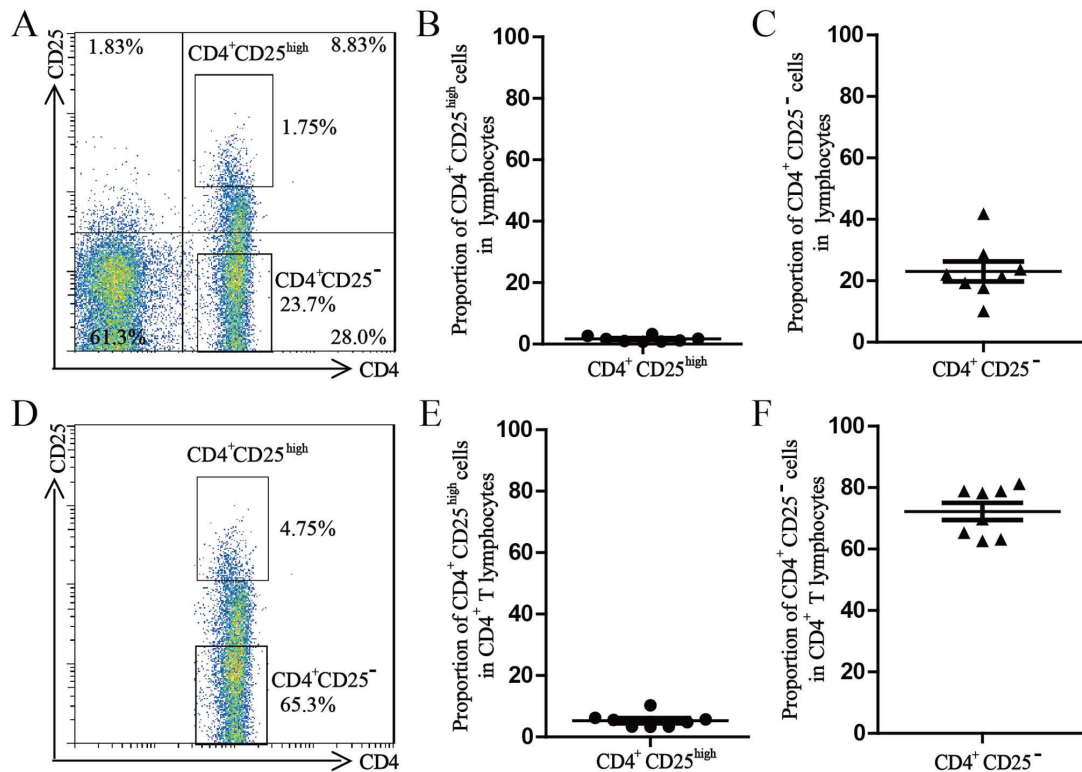 A
CD25
1.83%
CD4⁺CD25ʰⁱᵍʰ
8.83%
1.75%
CD4⁺CD25⁻
23.7%
61.3%
28.0%
CD4
B
Proportion of CD4⁺ CD25ʰⁱᵍʰ cells
in lymphocytes
100
80
60
40
20
0
CD4⁺ CD25ʰⁱᵍʰ
C
Proportion of CD4⁺ CD25⁻ cells
in lymphocytes
100
80
60
40
20
0
CD4⁺ CD25⁻
D
CD25
CD4⁺CD25ʰⁱᵍʰ
4.75%
CD4⁺CD25⁻
65.3%
CD4
E
Proportion of CD4⁺ CD25ʰⁱᵍʰ cells
in CD4⁺ T lymphocytes
100
80
60
40
20
0
CD4⁺ CD25ʰⁱᵍʰ
F
Proportion of CD4⁺ CD25⁻ cells
in CD4⁺ T lymphocytes
100
80
60
40
20
0
CD4⁺ CD25⁻